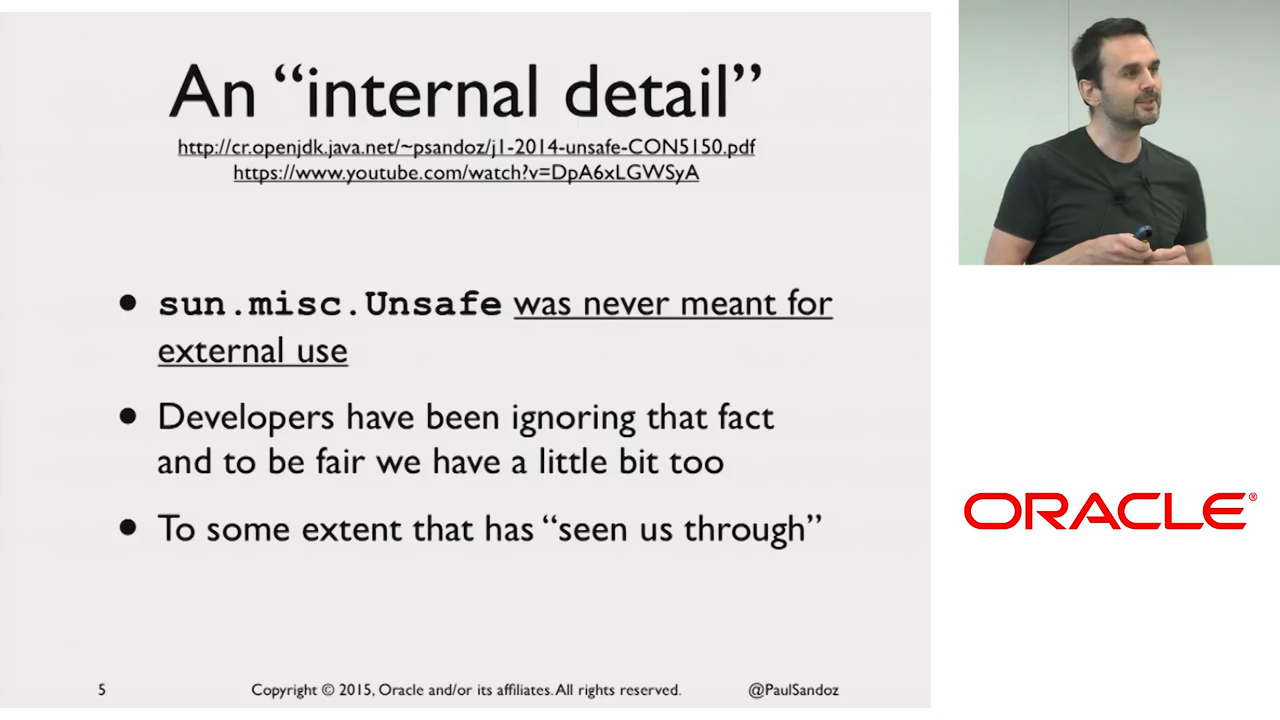 An “internal detail”
http://cr.openjdk.java.net/~psandoz/j1-2014-unsafe-CON5150.pdf
https://www.youtube.com/watch?v=DpA6xLGWSyA
• sun.misc.Unsafe was never meant for
external use
• Developers have been ignoring that fact
and to be fair we have a little bit too
• To some extent that has “seen us through”
5 Copyright © 2015, Oracle and/or its affiliates. All rights reserved. @PaulSandoz
ORACLE®